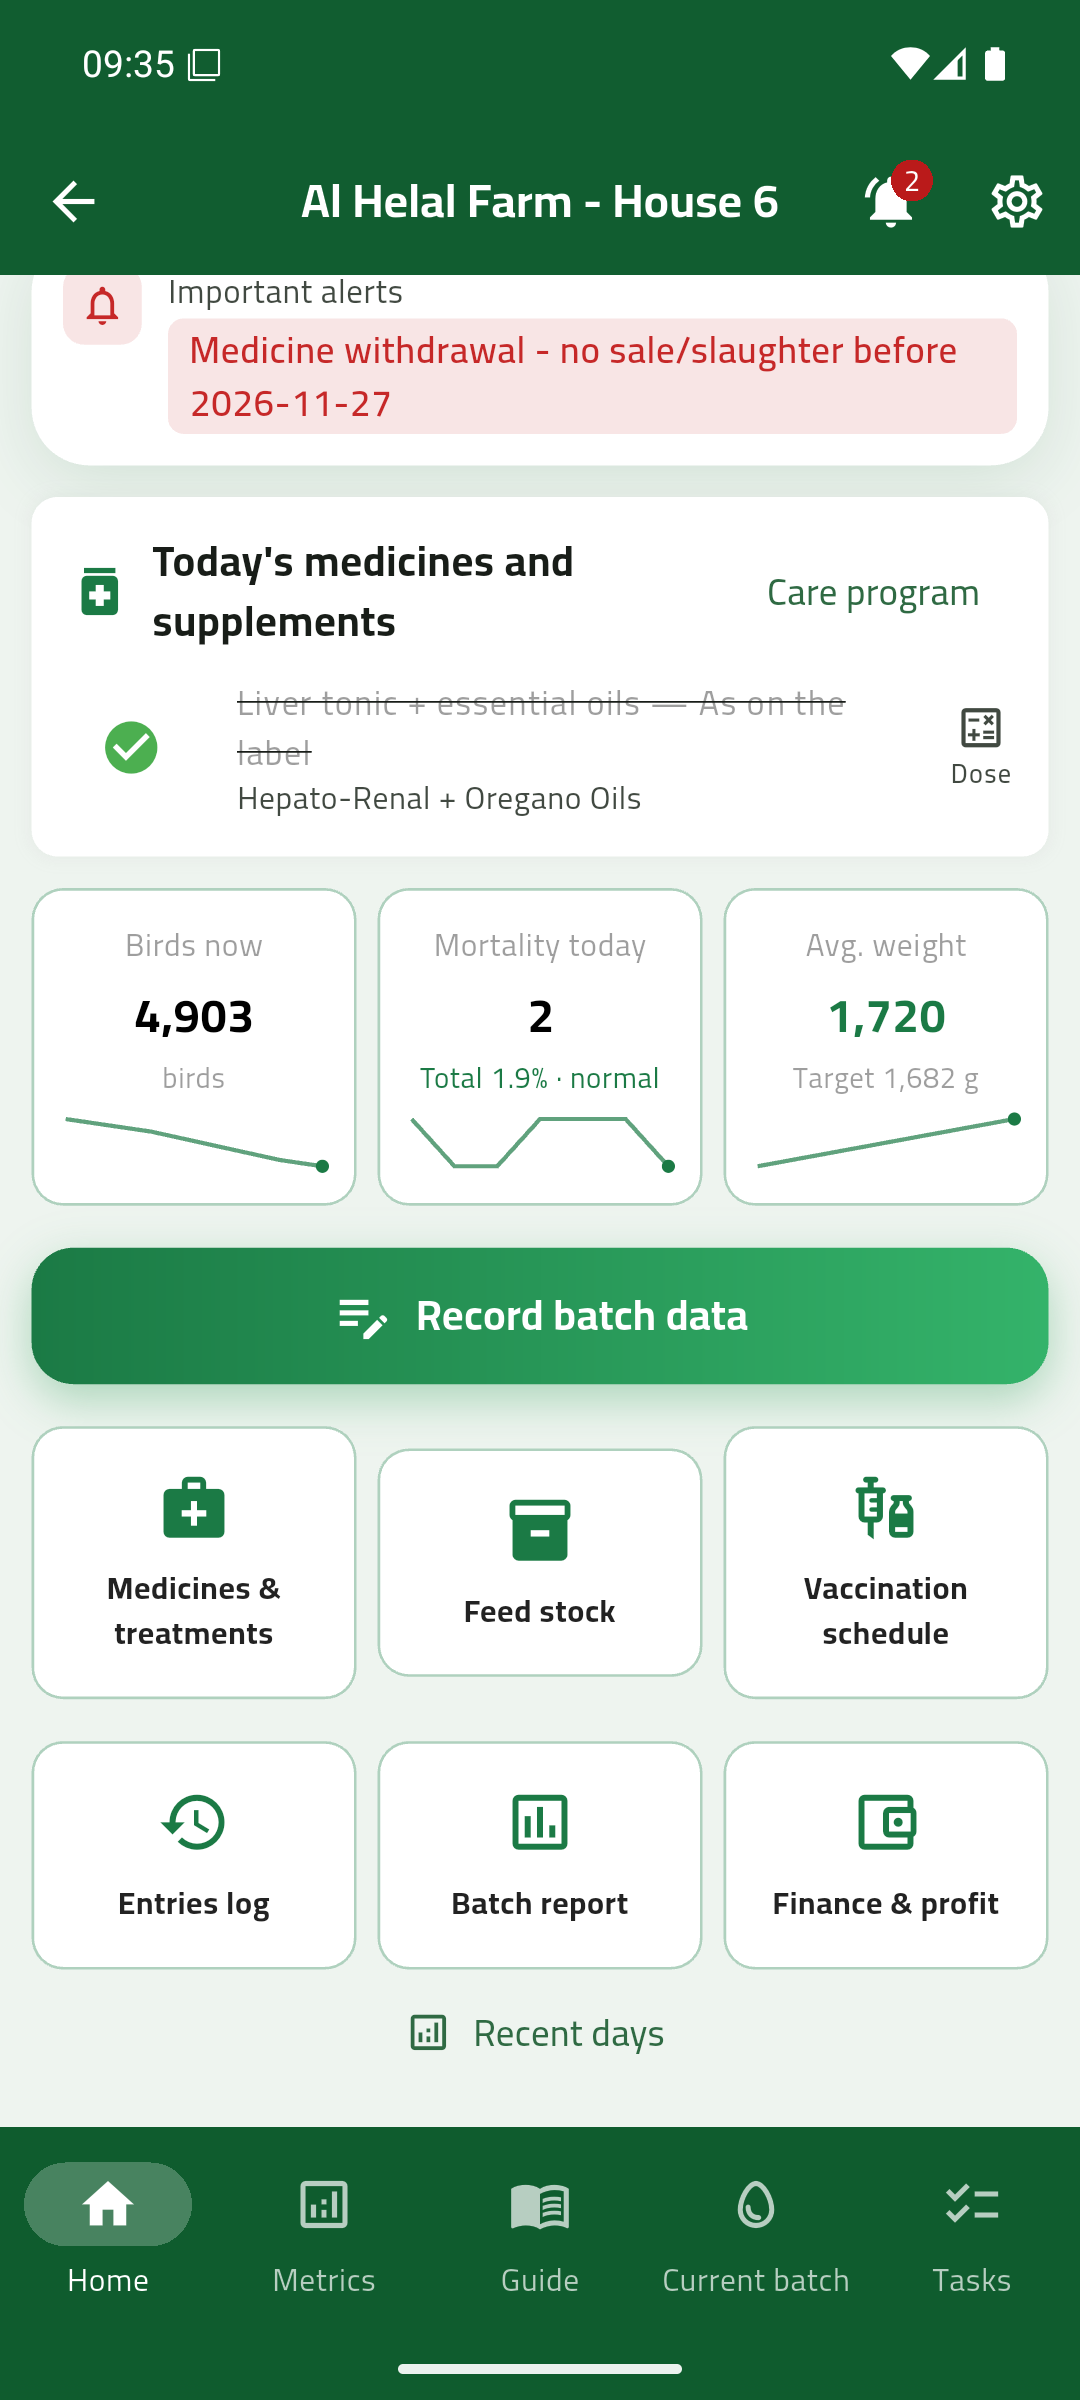 09:35
Al Helal Farm - House 6
2
Important alerts
Medicine withdrawal - no sale/slaughter before
2026-11-27
Today's medicines and
supplements
Care program
Liver tonic + essential oils — As on the
label
Hepato-Renal + Oregano Oils
Dose
Birds now
4,903
birds
Mortality today
2
Total 1.9% · normal
Avg. weight
1,720
Target 1,682 g
Record batch data
Medicines &
treatments
Feed stock
Vaccination
schedule
Entries log
Batch report
Finance & profit
Recent days
Home
Metrics
Guide
Current batch
Tasks